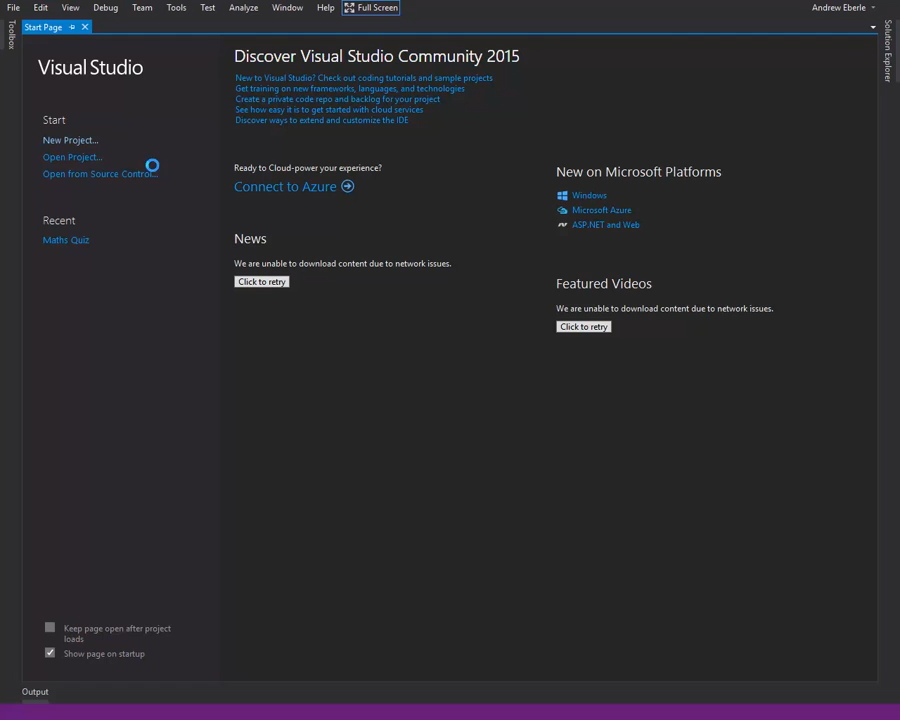 File Edit View Debug Team Tools Test Analyze Window Help Full Screen Andrew Eberle
Toolbox
Start Page
Solution Explorer
Visual Studio
Start
New Project...
Open Project...
Open from Source Control...
Recent
Maths Quiz
Keep page open after project
loads
Show page on startup
Discover Visual Studio Community 2015
New to Visual Studio? Check out coding tutorials and sample projects
Get training on new frameworks, languages, and technologies
Create a private code repo and backlog for your project
See how easy it is to get started with cloud services
Discover ways to extend and customize the IDE
Ready to Cloud-power your experience?
Connect to Azure
News
We are unable to download content due to network issues.
Click to retry
New on Microsoft Platforms
Windows
Microsoft Azure
ASP.NET and Web
Featured Videos
We are unable to download content due to network issues.
Click to retry
Output